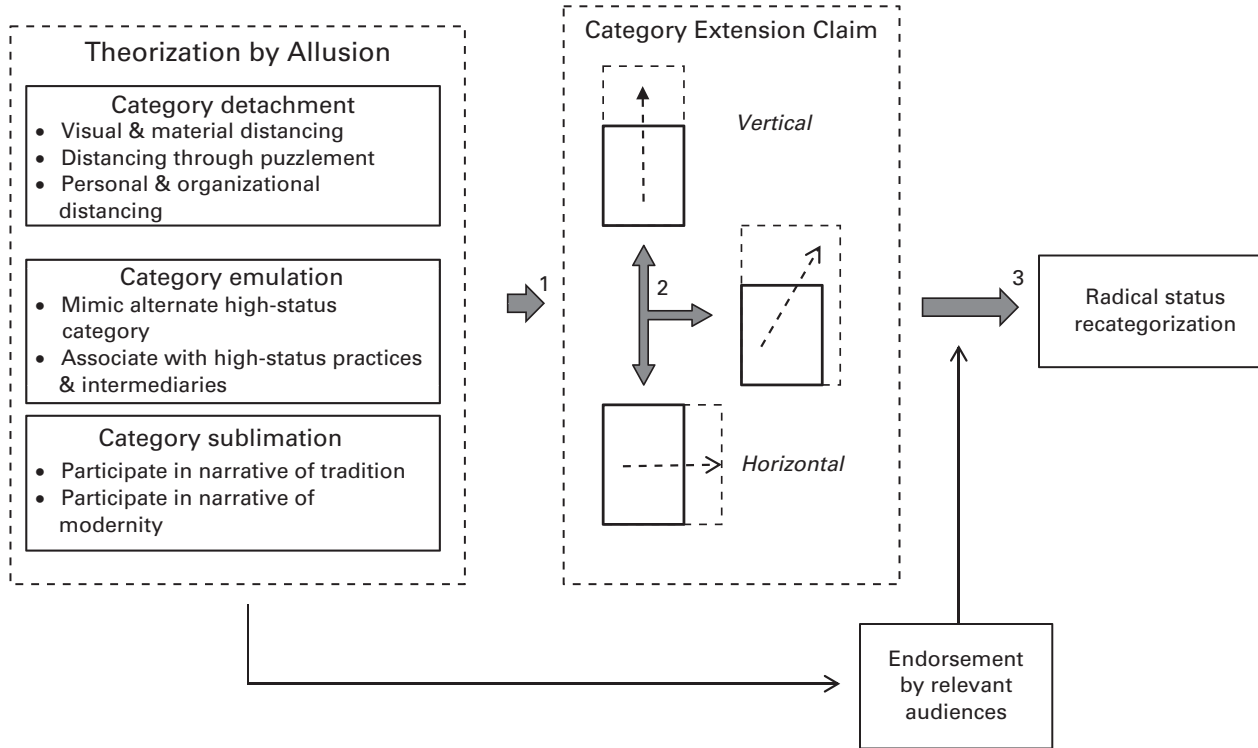 Theorization by Allusion
Category detachment
• Visual & material distancing
• Distancing through puzzlement
• Personal & organizational
distancing
Category emulation
• Mimic alternate high-status
category
• Associate with high-status practices
& intermediaries
Category sublimation
• Participate in narrative of tradition
• Participate in narrative of
modernity
1
Category Extension Claim
Vertical
2
Horizontal
3
Radical status
recategorization
Endorsement
by relevant
audiences